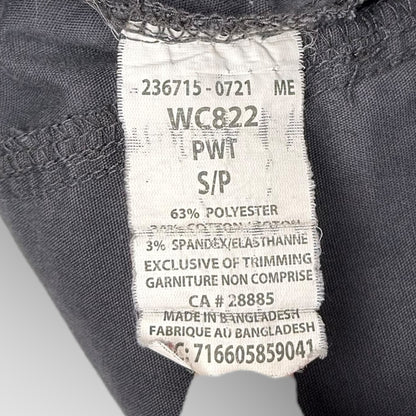 236715 - 0721 ME
WC822
PWT
S/P
63% POLYESTER
3% SPANDEX/ELASTHANNE
EXCLUSIVE OF TRIMMING
GARNITURE NON COMPRISE
CA # 28885
MADE IN BANGLADESH
FABRIQUE AU BANGLADESH
C: 716605859041